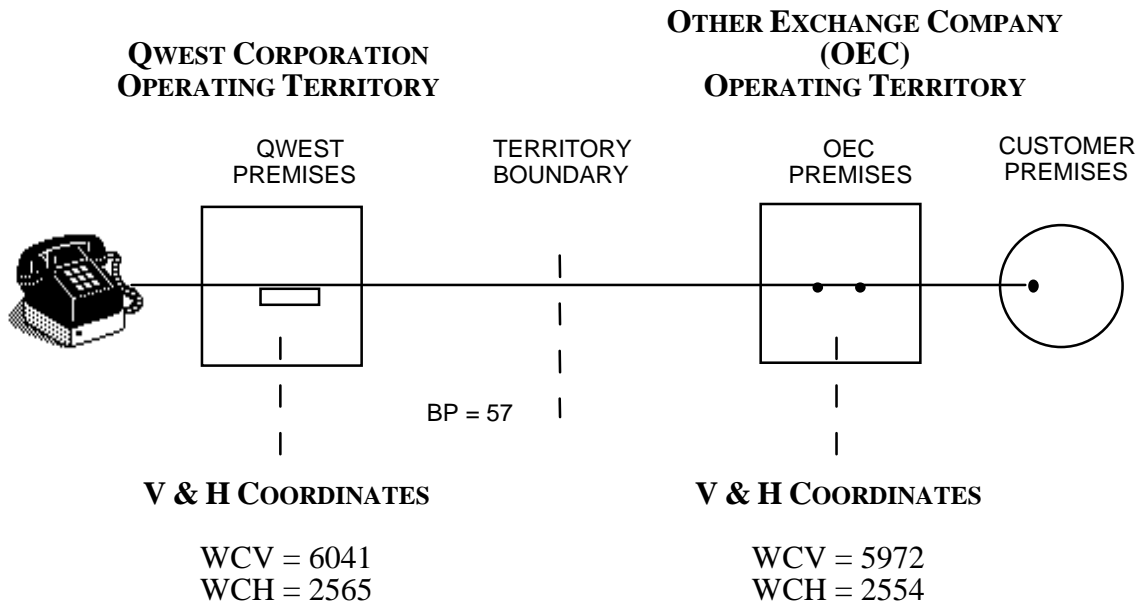 QWEST CORPORATION
OPERATING TERRITORY
OTHER EXCHANGE COMPANY
(OEC)
OPERATING TERRITORY
QWEST
PREMISES
TERRITORY
BOUNDARY
OEC
PREMISES
CUSTOMER
PREMISES
BP = 57
V & H COORDINATES
WCV = 6041
WCH = 2565
V & H COORDINATES
WCV = 5972
WCH = 2554